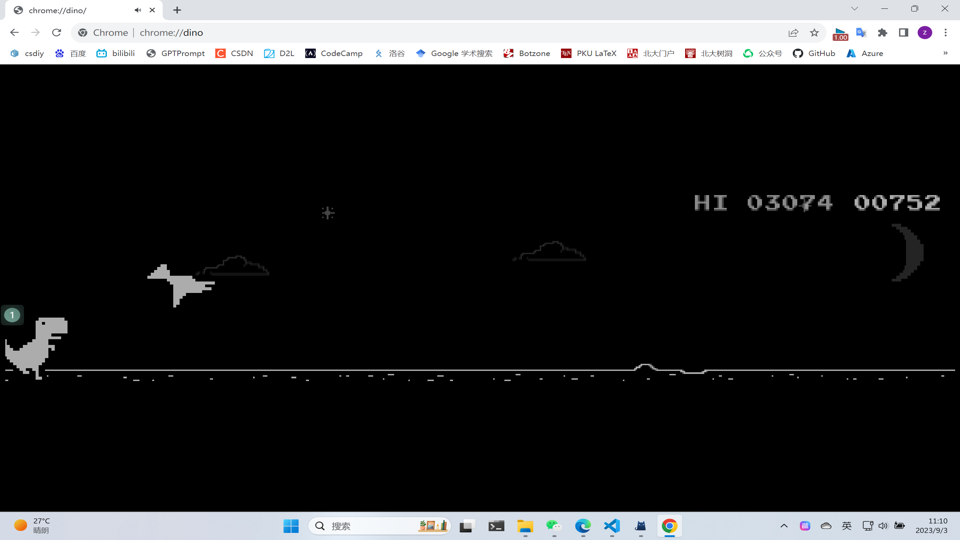 chrome://dino/
Chrome | chrome://dino
1.00
z
csdiy
百度
bilibili
GPTPrompt
C CSDN
D2L
A CodeCamp
洛谷
Google 学术搜索
Botzone
PKU LaTeX
北大门户
北大树洞
公众号
GitHub
Azure
»
HI 03074 00752
1
27°C
晴朗
搜索
英
11:10
2023/9/3